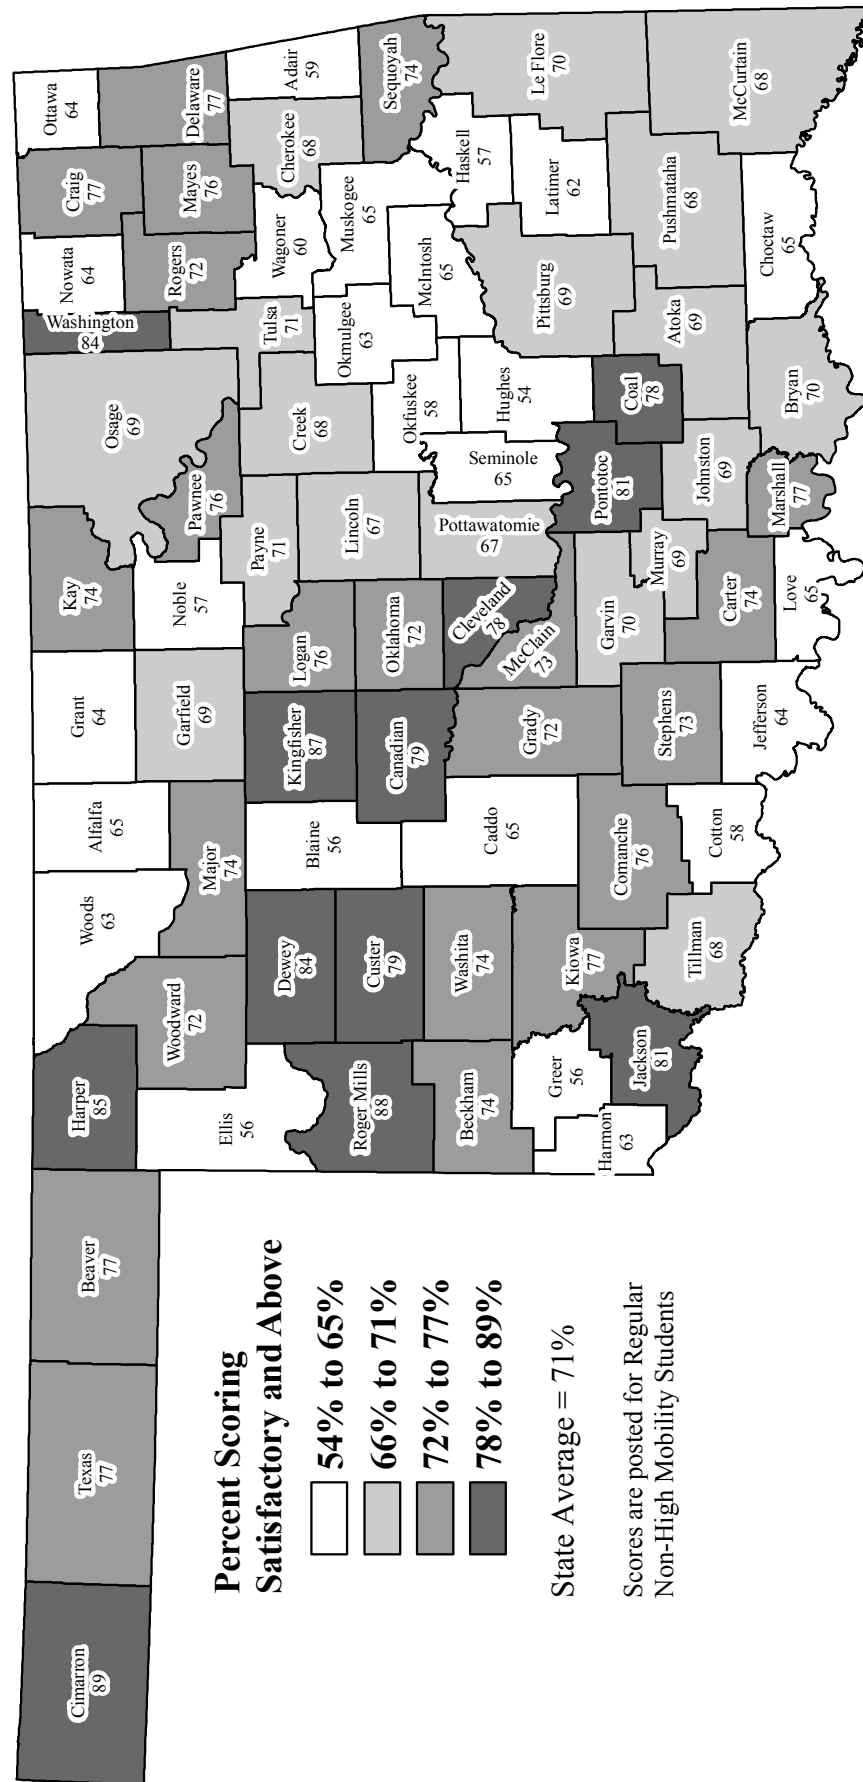 Cimarron
89
Texas
77
Beaver
77
Harper
85
Woods
63
Alfalfa
65
Grant
64
Kay
74
Osage
69
Washington
84
Nowata
64
Craig
77
Ottawa
64
Ellis
56
Woodward
72
Major
74
Garfield
69
Noble
57
Pawnee
76
Rogers
72
Mayes
76
Delaware
77
Roger Mills
88
Dewey
84
Blaine
56
Kingfisher
87
Logan
76
Payne
71
Creek
68
Tulsa
71
Wagoner
60
Cherokee
68
Adair
59
Custer
79
Canadian
79
Oklahoma
72
Lincoln
67
Okfuskee
58
Okmulgee
63
Muskogee
65
Sequoyah
74
Beckham
74
Washita
74
Caddo
65
Grady
72
Cleveland
78
McClain
73
Pottawatomie
67
Seminole
65
Hughes
54
McIntosh
65
Haskell
57
Le Flore
70
Harmon
63
Greer
56
Kiowa
77
Comanche
76
Stephens
73
Garvin
70
Pontotoc
81
Coal
78
Pittsburg
69
Latimer
62
Jackson
81
Tillman
68
Cotton
58
Jefferson
64
Carter
74
Murray
69
Johnston
69
Atoka
69
Pushmataha
68
McCurtain
68
Love
65
Marshall
77
Bryan
70
Choctaw
65
Percent Scoring
Satisfactory and Above
54% to 65%
66% to 71%
72% to 77%
78% to 89%
State Average = 71%
Scores are posted for Regular
Non-High Mobility Students